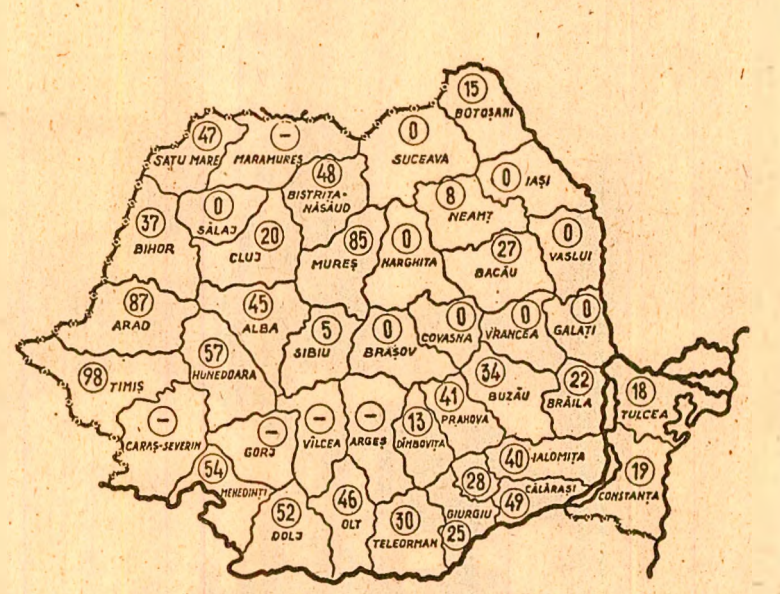 15
BOTOȘANI
47
SATU MARE
–
MARAMUREȘ
0
SUCEAVA
48
BISTRIȚA-
NĂSĂUD
0
IAȘI
8
NEAMȚ
37
BIHOR
0
SĂLAJ
20
CLUJ
85
MUREȘ
0
HARGHITA
27
BACĂU
0
VASLUI
87
ARAD
45
ALBA
5
SIBIU
0
BRAȘOV
0
COVASNA
0
VRANCEA
0
GALAȚI
57
HUNEDOARA
98
TIMIȘ
34
BUZĂU
22
BRĂILA
18
TULCEA
–
CARAȘ-SEVERIN
–
GORJ
–
VÎLCEA
–
ARGEȘ
13
DÎMBOVIȚA
41
PRAHOVA
54
MEHEDINȚI
40
IALOMIȚA
28
49
CĂLĂRAȘI
19
CONSTANȚA
52
DOLJ
46
OLT
30
TELEORMAN
GIURGIU
25